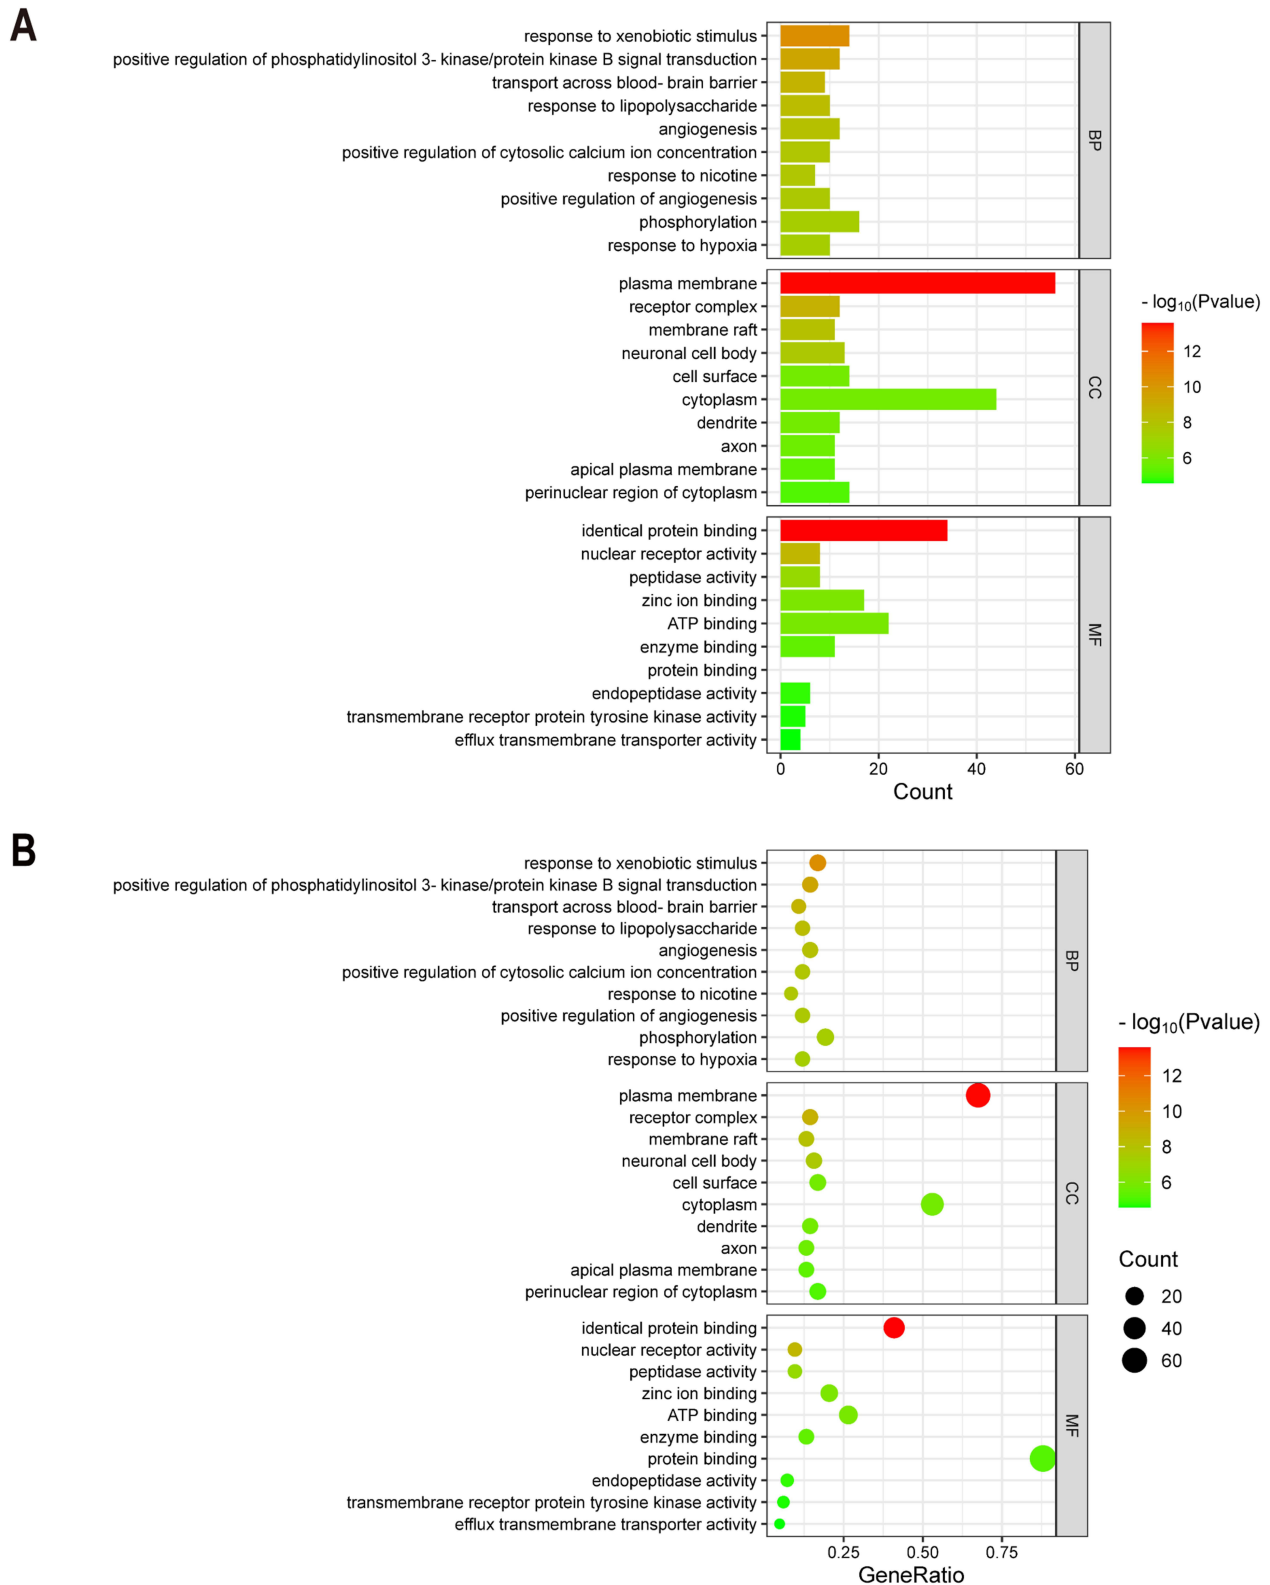 A
response to xenobiotic stimulus
positive regulation of phosphatidylinositol 3- kinase/protein kinase B signal transduction
transport across blood- brain barrier
response to lipopolysaccharide
angiogenesis
positive regulation of cytosolic calcium ion concentration
response to nicotine
positive regulation of angiogenesis
phosphorylation
response to hypoxia
BP
plasma membrane
receptor complex
membrane raft
neuronal cell body
cell surface
cytoplasm
dendrite
axon
apical plasma membrane
perinuclear region of cytoplasm
CC
identical protein binding
nuclear receptor activity
peptidase activity
zinc ion binding
ATP binding
enzyme binding
protein binding
endopeptidase activity
transmembrane receptor protein tyrosine kinase activity
efflux transmembrane transporter activity
MF
0 20 40 60
Count
- log₁₀(Pvalue)
12
10
8
6
B
response to xenobiotic stimulus
positive regulation of phosphatidylinositol 3- kinase/protein kinase B signal transduction
transport across blood- brain barrier
response to lipopolysaccharide
angiogenesis
positive regulation of cytosolic calcium ion concentration
response to nicotine
positive regulation of angiogenesis
phosphorylation
response to hypoxia
BP
plasma membrane
receptor complex
membrane raft
neuronal cell body
cell surface
cytoplasm
dendrite
axon
apical plasma membrane
perinuclear region of cytoplasm
CC
identical protein binding
nuclear receptor activity
peptidase activity
zinc ion binding
ATP binding
enzyme binding
protein binding
endopeptidase activity
transmembrane receptor protein tyrosine kinase activity
efflux transmembrane transporter activity
MF
0.25 0.50 0.75
GeneRatio
- log₁₀(Pvalue)
12
10
8
6
Count
20
40
60